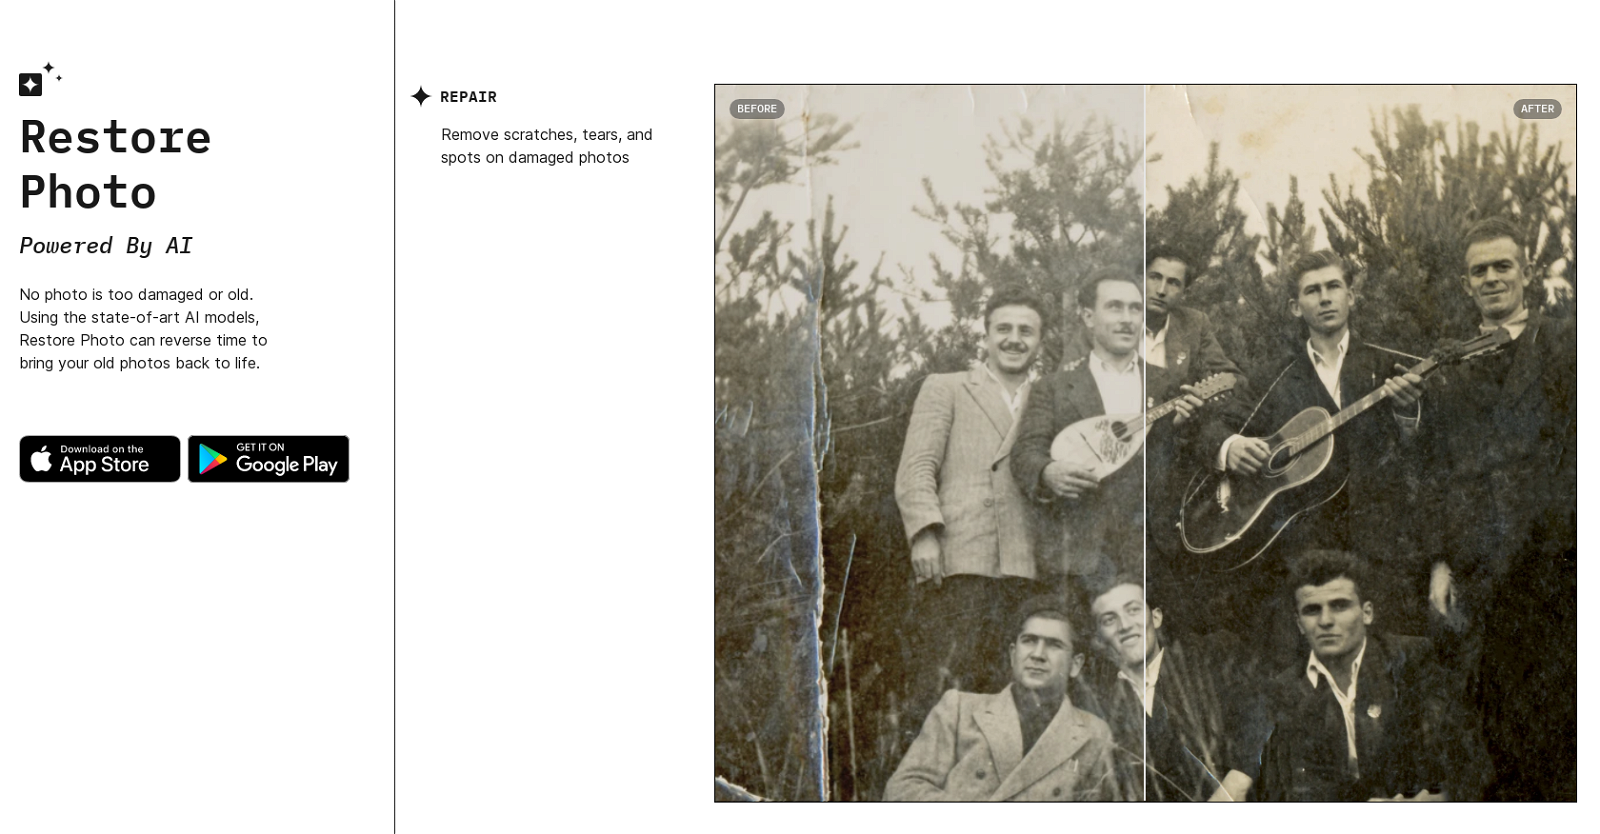 Restore
Photo
Powered By AI
No photo is too damaged or old.
Using the state-of-art AI models,
Restore Photo can reverse time to
bring your old photos back to life.
Download on the
App Store
GET IT ON
Google Play
REPAIR
Remove scratches, tears, and
spots on damaged photos
BEFORE
AFTER